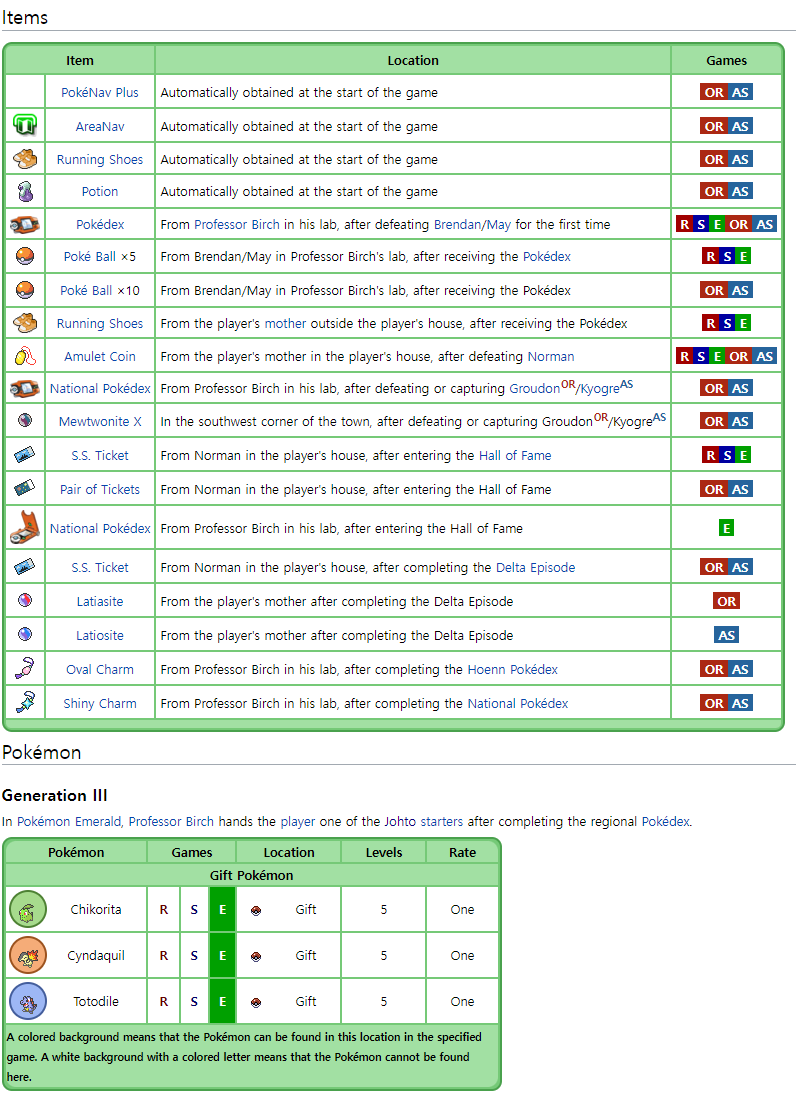 Items
Item Location Games
PokéNav Plus Automatically obtained at the start of the game OR AS
AreaNav Automatically obtained at the start of the game OR AS
Running Shoes Automatically obtained at the start of the game OR AS
Potion Automatically obtained at the start of the game OR AS
Pokédex From Professor Birch in his lab, after defeating Brendan/May for the first time R S E OR AS
Poké Ball ×5 From Brendan/May in Professor Birch's lab, after receiving the Pokédex R S E
Poké Ball ×10 From Brendan/May in Professor Birch's lab, after receiving the Pokédex OR AS
Running Shoes From the player's mother outside the player's house, after receiving the Pokédex R S E
Amulet Coin From the player's mother in the player's house, after defeating Norman R S E OR AS
National Pokédex From Professor Birch in his lab, after defeating or capturing GroudonOR/KyogreAS OR AS
Mewtwonite X In the southwest corner of the town, after defeating or capturing GroudonOR/KyogreAS OR AS
S.S. Ticket From Norman in the player's house, after entering the Hall of Fame R S E
Pair of Tickets From Norman in the player's house, after entering the Hall of Fame OR AS
National Pokédex From Professor Birch in his lab, after entering the Hall of Fame E
S.S. Ticket From Norman in the player's house, after completing the Delta Episode OR AS
Latiasite From the player's mother after completing the Delta Episode OR
Latiosite From the player's mother after completing the Delta Episode AS
Oval Charm From Professor Birch in his lab, after completing the Hoenn Pokédex OR AS
Shiny Charm From Professor Birch in his lab, after completing the National Pokédex OR AS
Pokémon
Generation III
In Pokémon Emerald, Professor Birch hands the player one of the Johto starters after completing the regional Pokédex.
Pokémon Games Location Levels Rate
Gift Pokémon
Chikorita R S E Gift 5 One
Cyndaquil R S E Gift 5 One
Totodile R S E Gift 5 One
A colored background means that the Pokémon can be found in this location in the specified
game. A white background with a colored letter means that the Pokémon cannot be found
here.